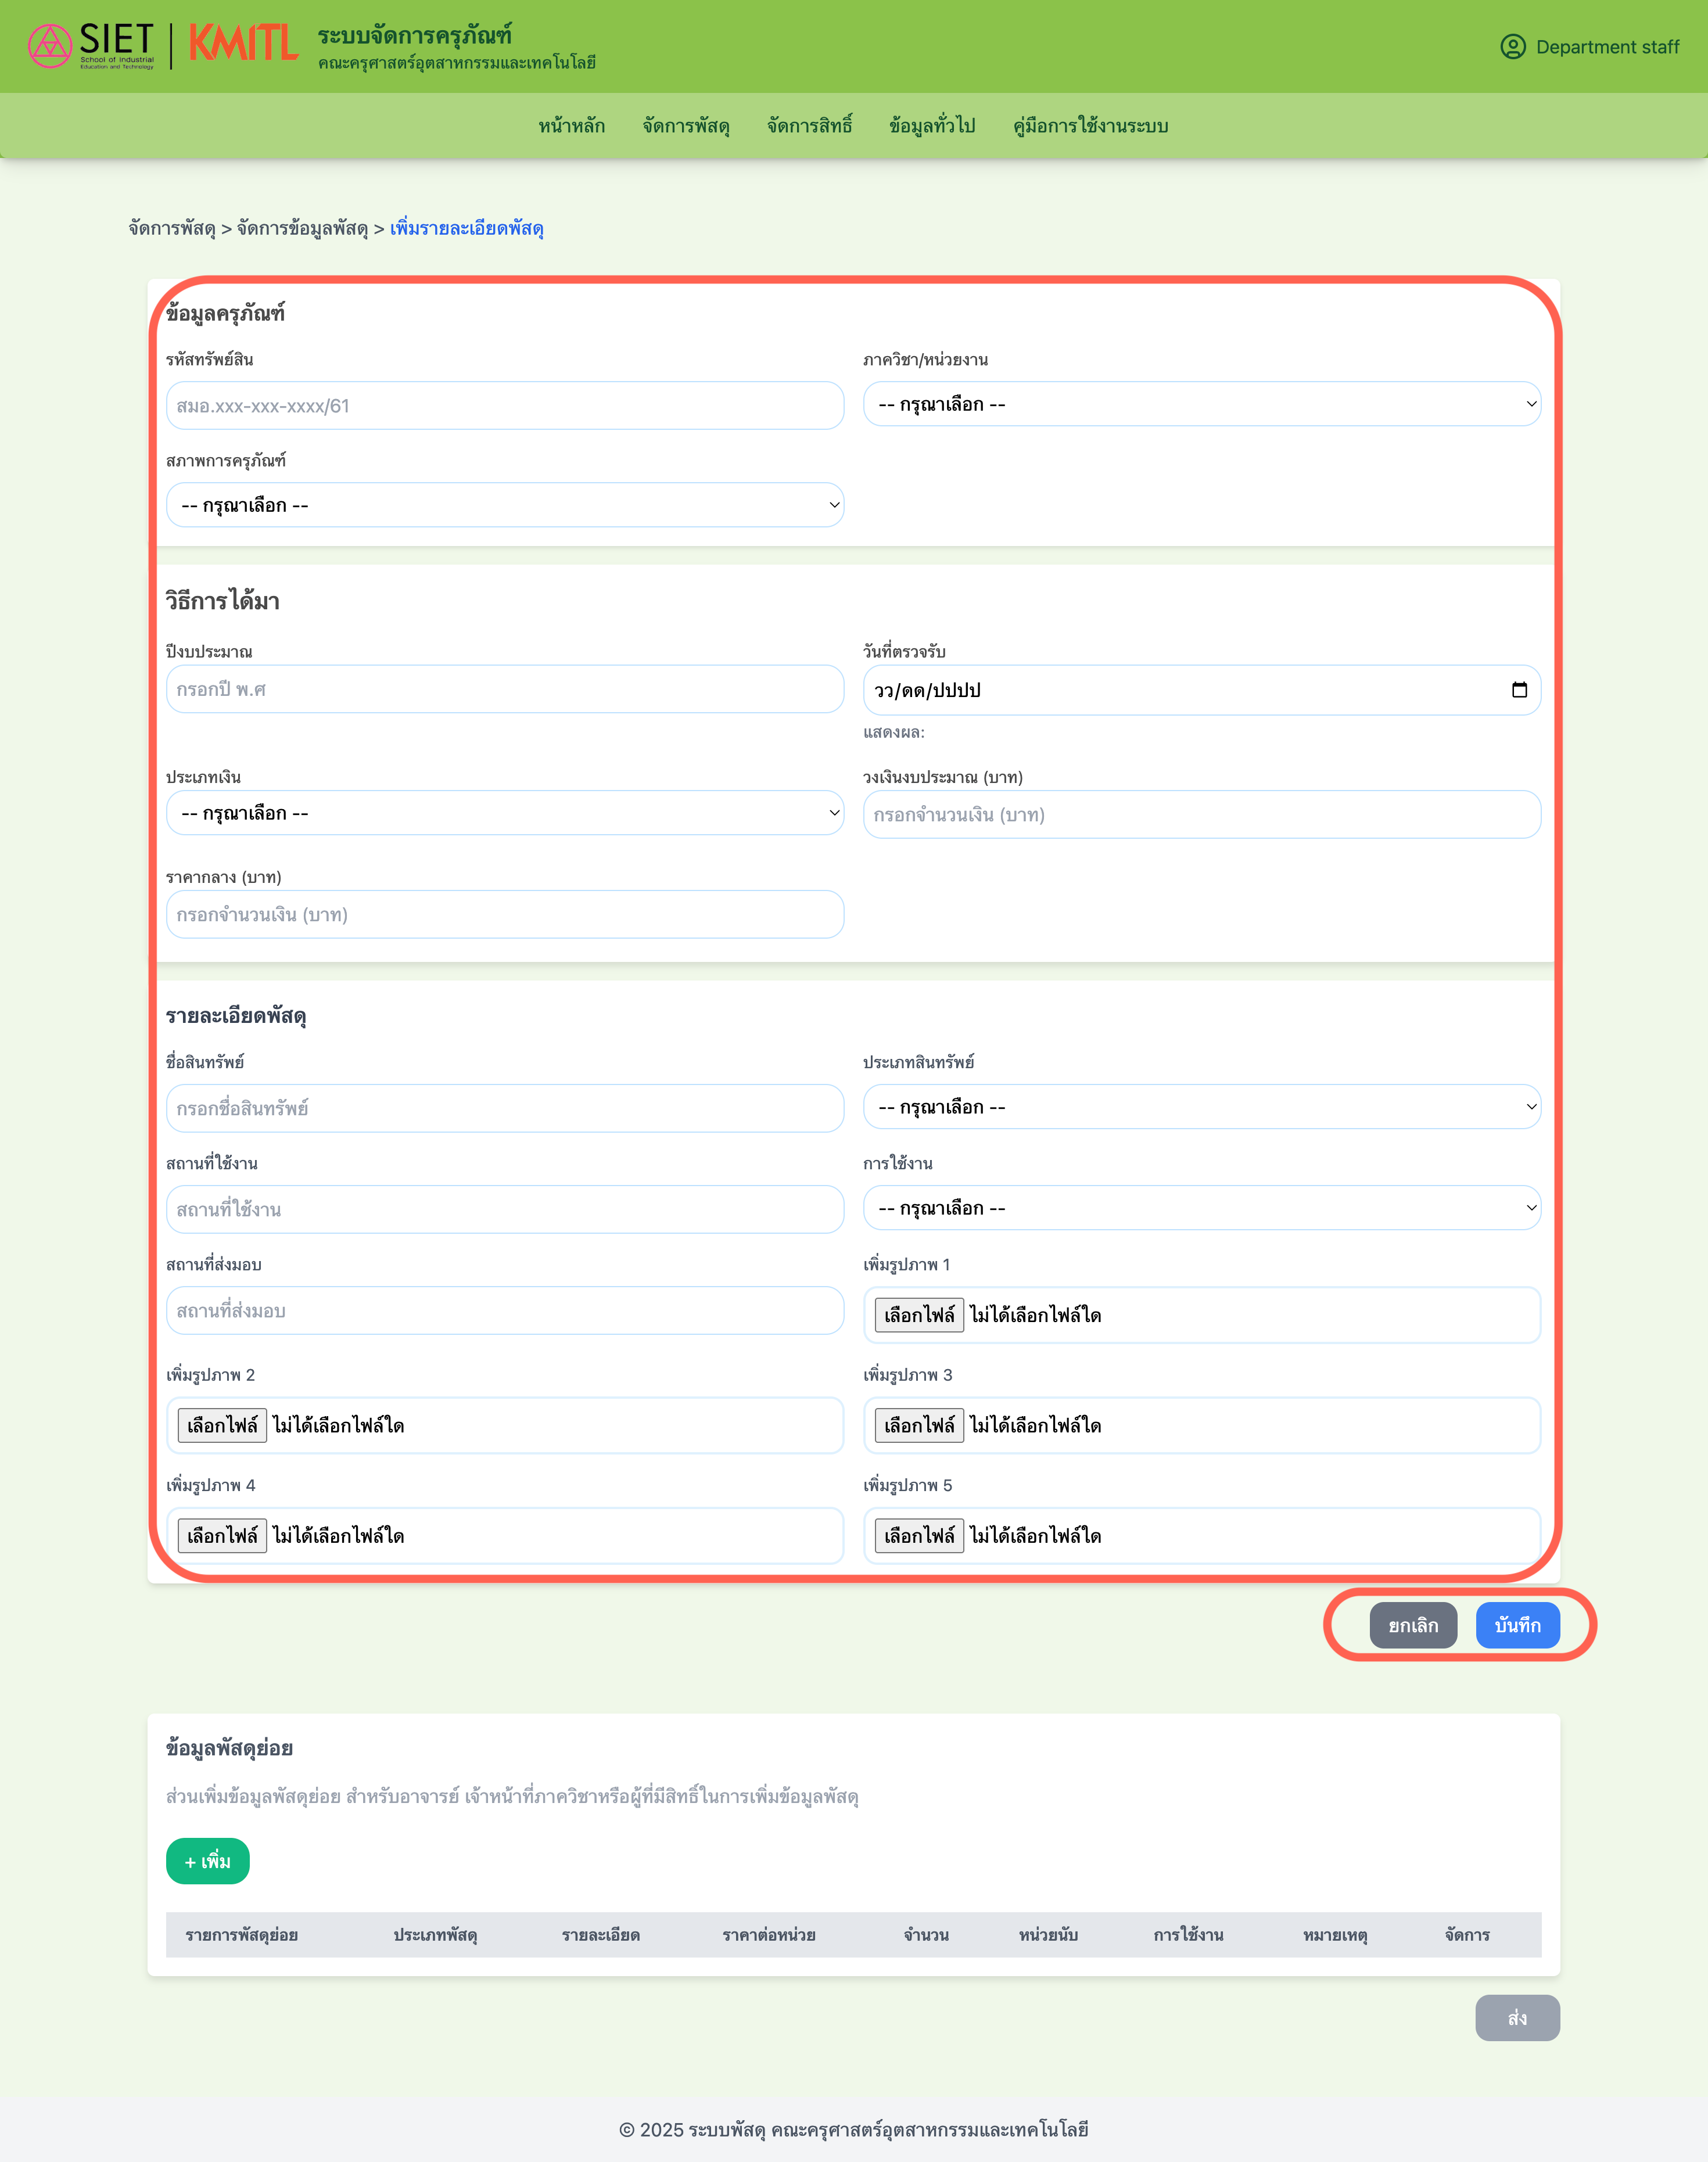 SIET
School of Industrial
Education and Technology
KMITL
ระบบจัดการครุภัณฑ์
คณะครุศาสตร์อุตสาหกรรมและเทคโนโลยี
Department staff
หน้าหลัก จัดการพัสดุ จัดการสิทธิ์ ข้อมูลทั่วไป คู่มือการใช้งานระบบ
จัดการพัสดุ > จัดการข้อมูลพัสดุ > เพิ่มรายละเอียดพัสดุ
ข้อมูลครุภัณฑ์
รหัสทรัพย์สิน ภาควิชา/หน่วยงาน
สมอ.xxx-xxx-xxxx/61 -- กรุณาเลือก --
สภาพการครุภัณฑ์
-- กรุณาเลือก --
วิธีการได้มา
ปีงบประมาณ วันที่ตรวจรับ
กรอกปี พ.ศ วว/ดด/ปปปป
แสดงผล:
ประเภทเงิน วงเงินงบประมาณ (บาท)
-- กรุณาเลือก -- กรอกจำนวนเงิน (บาท)
ราคากลาง (บาท)
กรอกจำนวนเงิน (บาท)
รายละเอียดพัสดุ
ชื่อสินทรัพย์ ประเภทสินทรัพย์
กรอกชื่อสินทรัพย์ -- กรุณาเลือก --
สถานที่ใช้งาน การใช้งาน
สถานที่ใช้งาน -- กรุณาเลือก --
สถานที่ส่งมอบ เพิ่มรูปภาพ 1
สถานที่ส่งมอบ เลือกไฟล์ ไม่ได้เลือกไฟล์ใด
เพิ่มรูปภาพ 2 เพิ่มรูปภาพ 3
เลือกไฟล์ ไม่ได้เลือกไฟล์ใด เลือกไฟล์ ไม่ได้เลือกไฟล์ใด
เพิ่มรูปภาพ 4 เพิ่มรูปภาพ 5
เลือกไฟล์ ไม่ได้เลือกไฟล์ใด เลือกไฟล์ ไม่ได้เลือกไฟล์ใด
ยกเลิก บันทึก
ข้อมูลพัสดุย่อย
ส่วนเพิ่มข้อมูลพัสดุย่อย สำหรับอาจารย์ เจ้าหน้าที่ภาควิชาหรือผู้ที่มีสิทธิ์ในการเพิ่มข้อมูลพัสดุ
+ เพิ่ม
รายการพัสดุย่อย ประเภทพัสดุ รายละเอียด ราคาต่อหน่วย จำนวน หน่วยนับ การใช้งาน หมายเหตุ จัดการ
ส่ง
© 2025 ระบบพัสดุ คณะครุศาสตร์อุตสาหกรรมและเทคโนโลยี